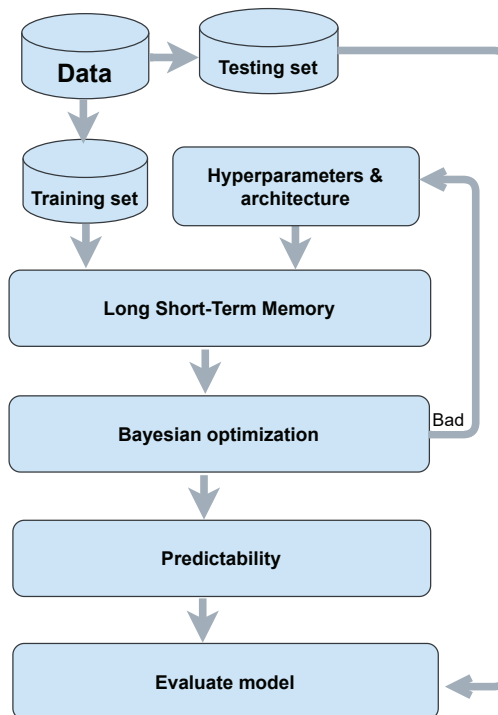 Data
Testing set
Training set
Hyperparameters &
architecture
Long Short-Term Memory
Bayesian optimization
Bad
Predictability
Evaluate model